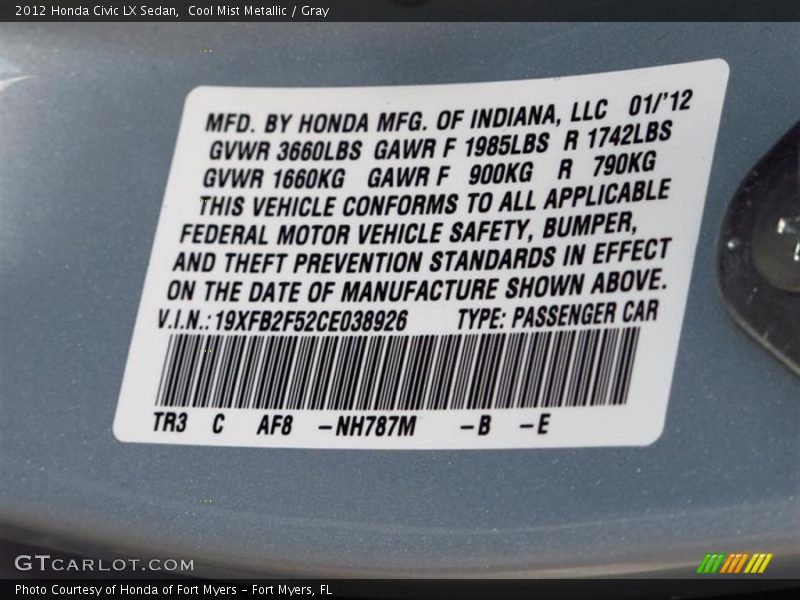 2012 Honda Civic LX Sedan,  Cool Mist Metallic / Gray
MFD. BY HONDA MFG. OF INDIANA, LLC 01/'12
GVWR 3660LBS GAWR F 1985LBS R 1742LBS
GVWR 1660KG GAWR F 900KG R 790KG
THIS VEHICLE CONFORMS TO ALL APPLICABLE
FEDERAL MOTOR VEHICLE SAFETY, BUMPER,
AND THEFT PREVENTION STANDARDS IN EFFECT
ON THE DATE OF MANUFACTURE SHOWN ABOVE.
V.I.N.: 19XFB2F52CE038926 TYPE: PASSENGER CAR
TR3 C AF8 –NH787M –B –E
GTCARLOT.COM
Photo Courtesy of Honda of Fort Myers – Fort Myers, FL